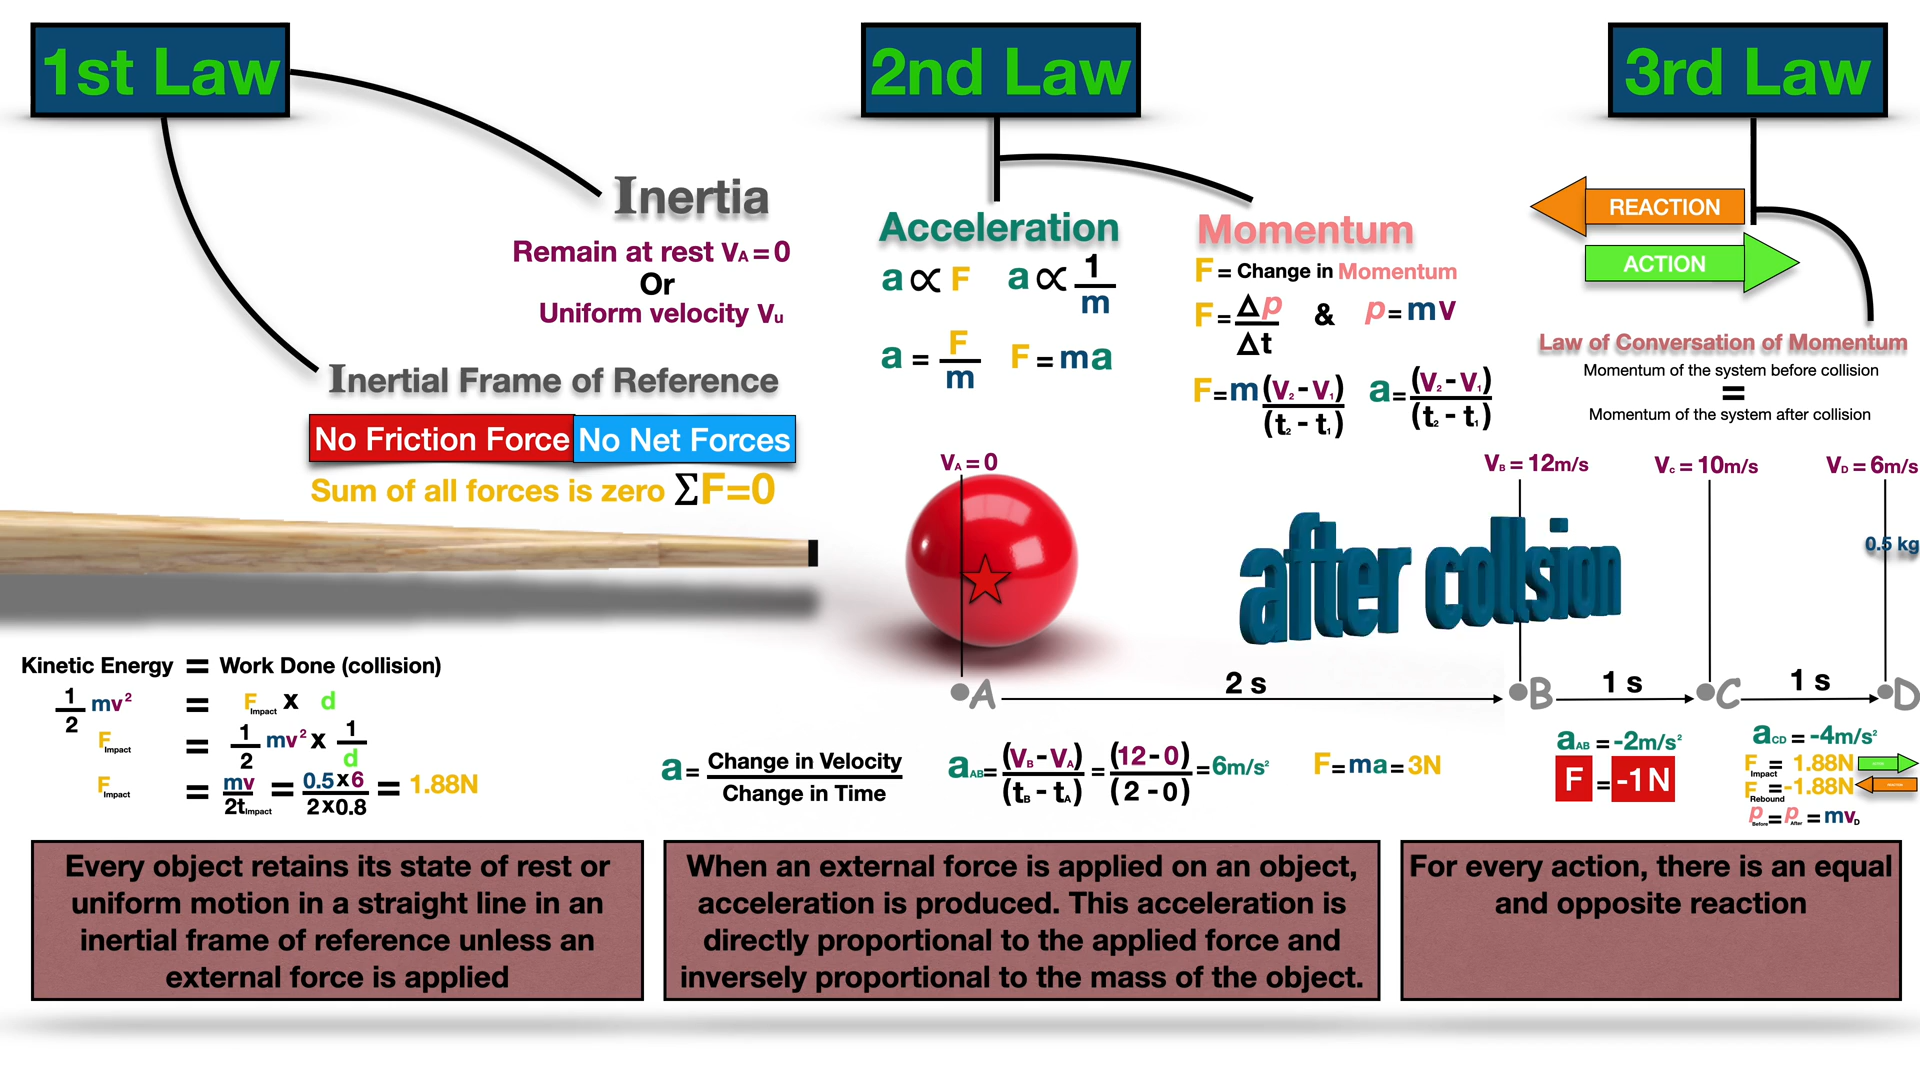 1st Law
2nd Law
3rd Law
Inertia
Remain at rest VA = 0
Or
Uniform velocity Vu
Inertial Frame of Reference
No Friction Force No Net Forces
Sum of all forces is zero ΣF=0
Acceleration
a ∝ F a ∝ 1/m
a = F/m F = ma
Momentum
F = Change in Momentum
F = Δp/Δt & p = mv
F=m(V2 - V1)/(t2 - t1) a=(V2 - V1)/(t2 - t1)
REACTION
ACTION
Law of Conversation of Momentum
Momentum of the system before collision
=
Momentum of the system after collision
VA = 0
VB = 12m/s
VC = 10m/s
VD = 6m/s
0.5 kg
after collsion
A 2 s B 1 s C 1 s D
Kinetic Energy = Work Done (collision)
1/2 mv² = FImpact x d
FImpact = 1/2 mv² x 1/d
FImpact = mv/2tImpact = 0.5x6/2x0.8 = 1.88N
a = Change in Velocity/Change in Time
aAB = (VB - VA)/(tB - tA) = (12 - 0)/(2 - 0) = 6m/s²
F=ma=3N
aAB = -2m/s²
F = -1N
aCD = -4m/s²
FImpact = 1.88N
FRebound =-1.88N
pBefore = pAfter = mvD
Every object retains its state of rest or
uniform motion in a straight line in an
inertial frame of reference unless an
external force is applied
When an external force is applied on an object,
acceleration is produced. This acceleration is
directly proportional to the applied force and
inversely proportional to the mass of the object.
For every action, there is an equal
and opposite reaction